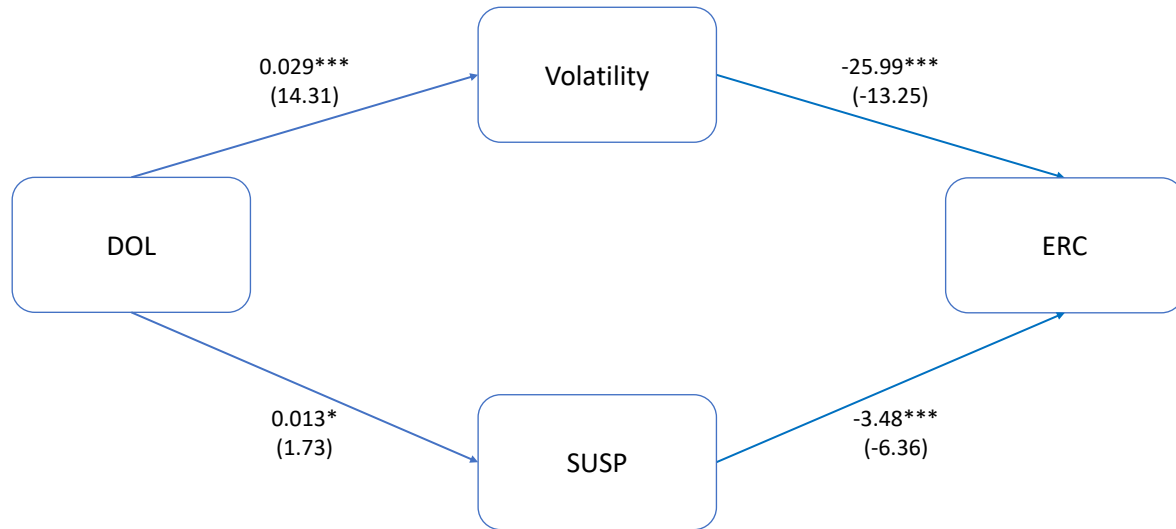 0.029***
(14.31)
Volatility
-25.99***
(-13.25)
DOL
ERC
0.013*
(1.73)
SUSP
-3.48***
(-6.36)